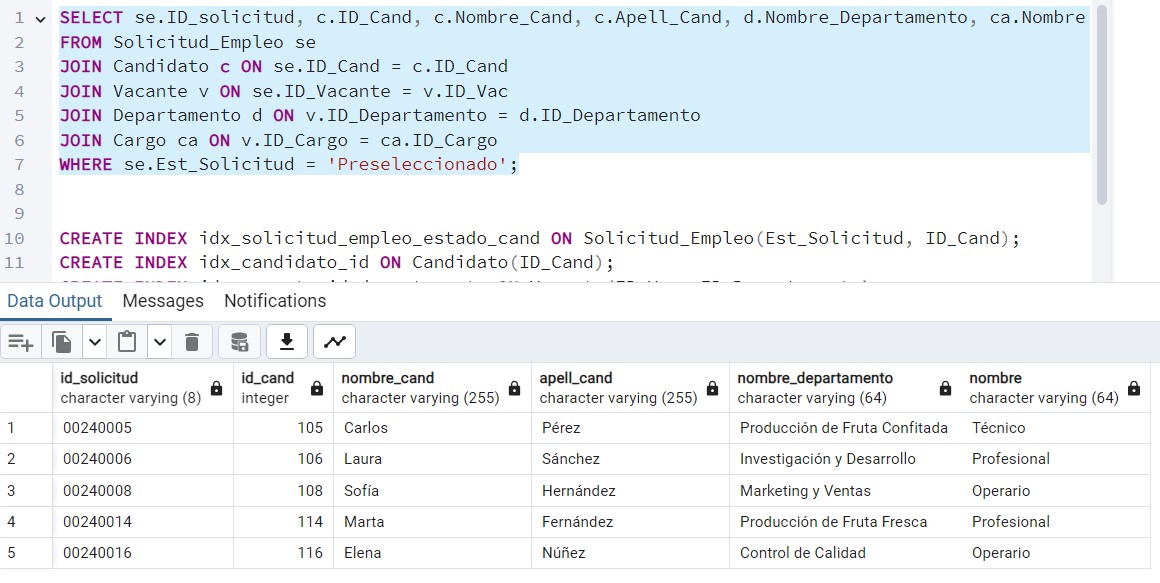 1 SELECT se.ID_solicitud, c.ID_Cand, c.Nombre_Cand, c.Apell_Cand, d.Nombre_Departamento, ca.Nombre
2 FROM Solicitud_Empleo se
3 JOIN Candidato c ON se.ID_Cand = c.ID_Cand
4 JOIN Vacante v ON se.ID_Vacante = v.ID_Vac
5 JOIN Departamento d ON v.ID_Departamento = d.ID_Departamento
6 JOIN Cargo ca ON v.ID_Cargo = ca.ID_Cargo
7 WHERE se.Est_Solicitud = 'Preseleccionado';
8
9
10 CREATE INDEX idx_solicitud_empleo_estado_cand ON Solicitud_Empleo(Est_Solicitud, ID_Cand);
11 CREATE INDEX idx_candidato_id ON Candidato(ID_Cand);
Data Output Messages Notifications
id_solicitud id_cand nombre_cand apell_cand nombre_departamento nombre
character varying (8) integer character varying (255) character varying (255) character varying (64) character varying (64)
1 00240005 105 Carlos Pérez Producción de Fruta Confitada Técnico
2 00240006 106 Laura Sánchez Investigación y Desarrollo Profesional
3 00240008 108 Sofía Hernández Marketing y Ventas Operario
4 00240014 114 Marta Fernández Producción de Fruta Fresca Profesional
5 00240016 116 Elena Núñez Control de Calidad Operario